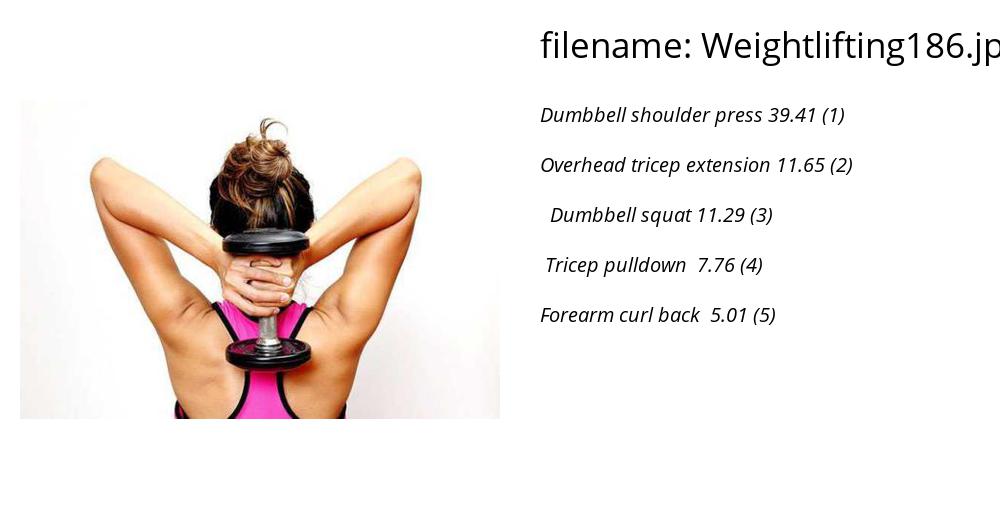 filename: Weightlifting186.jp
Dumbbell shoulder press 39.41 (1)
Overhead tricep extension 11.65 (2)
Dumbbell squat 11.29 (3)
Tricep pulldown 7.76 (4)
Forearm curl back 5.01 (5)